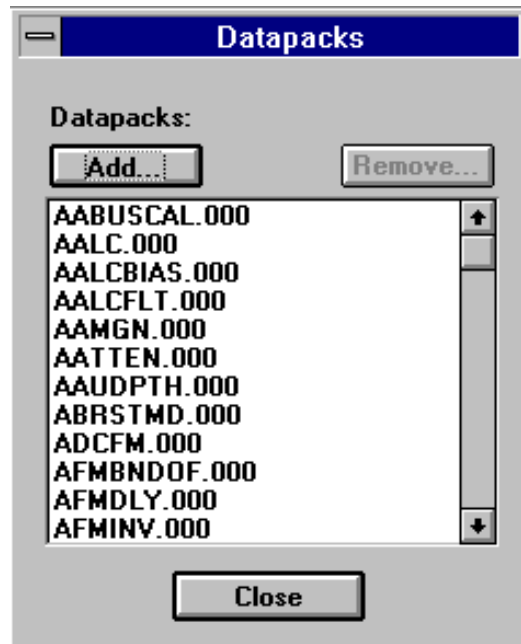 Datapacks
Datapacks:
Add... Remove...
AABUSCAL.000
AALC.000
AALCBIAS.000
AALCFLT.000
AAMGN.000
AATTEN.000
AAUDPTH.000
ABRSTMD.000
ADCFM.000
AFMBNDOF.000
AFMDLY.000
AFMINV.000
Close